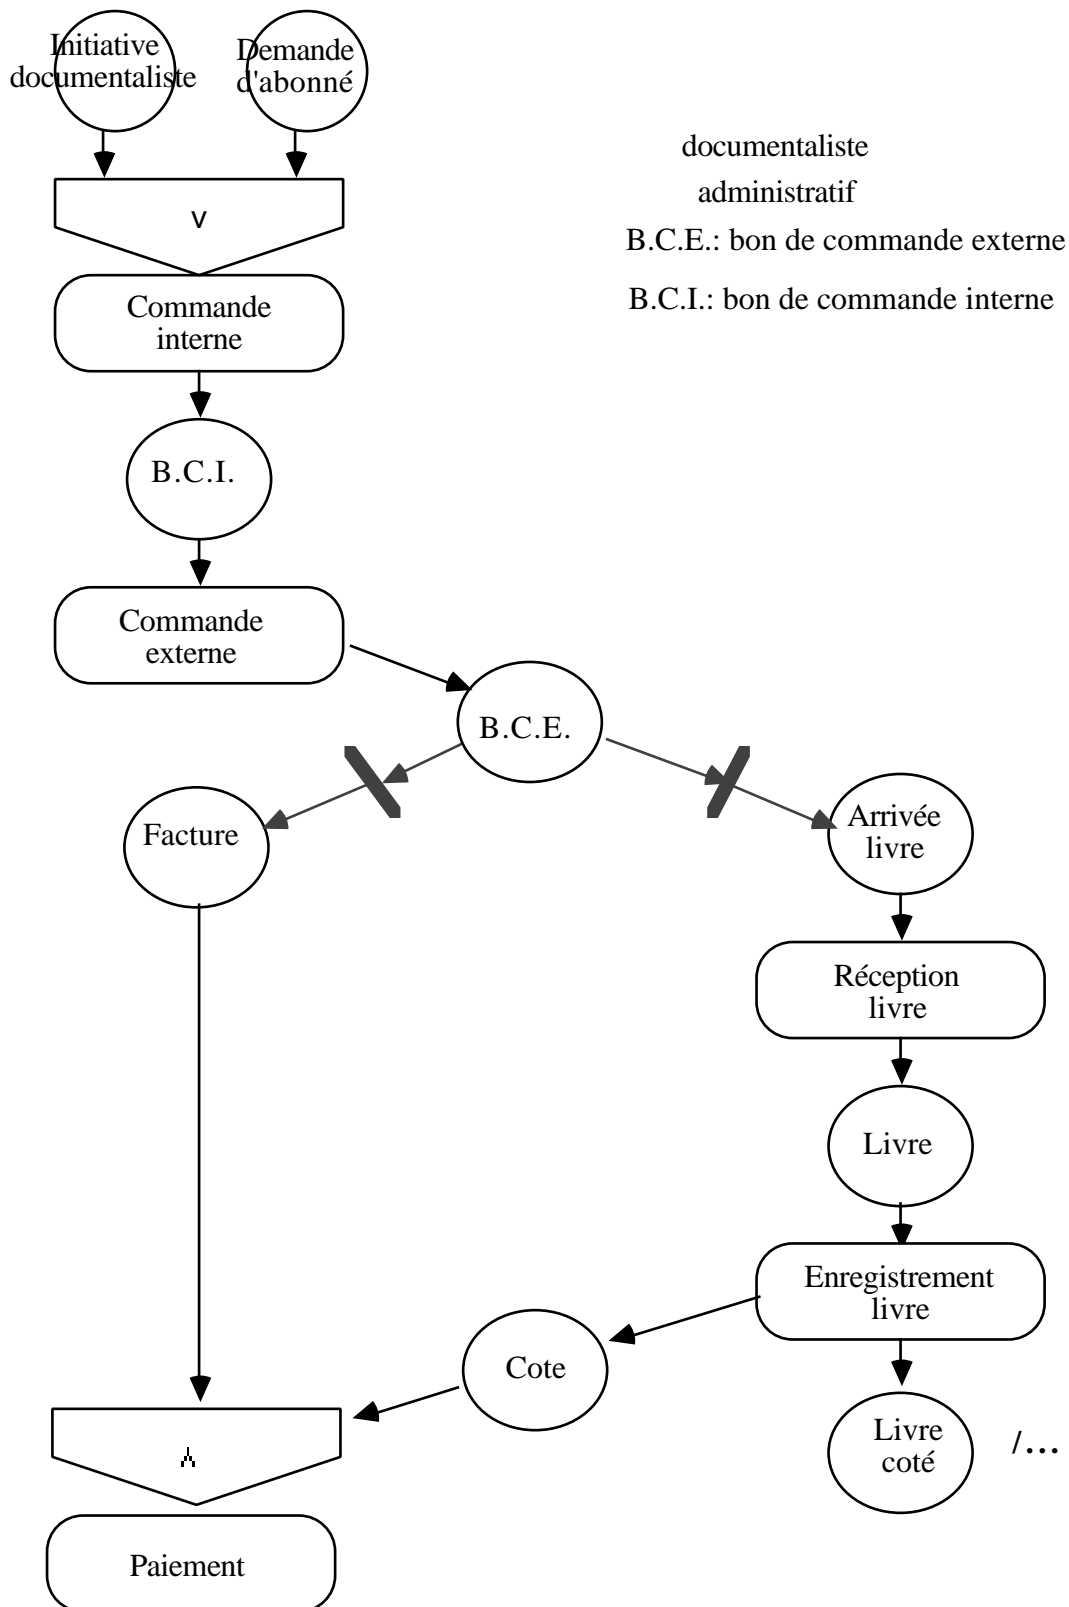 Initiative
documentaliste
Demande
d'abonné
documentaliste
administratif
B.C.E.: bon de commande externe
B.C.I.: bon de commande interne
v
Commande
interne
B.C.I.
Commande
externe
B.C.E.
Facture
Arrivée
livre
Réception
livre
Livre
Enregistrement
livre
Cote
Livre
coté
/...
Paiement